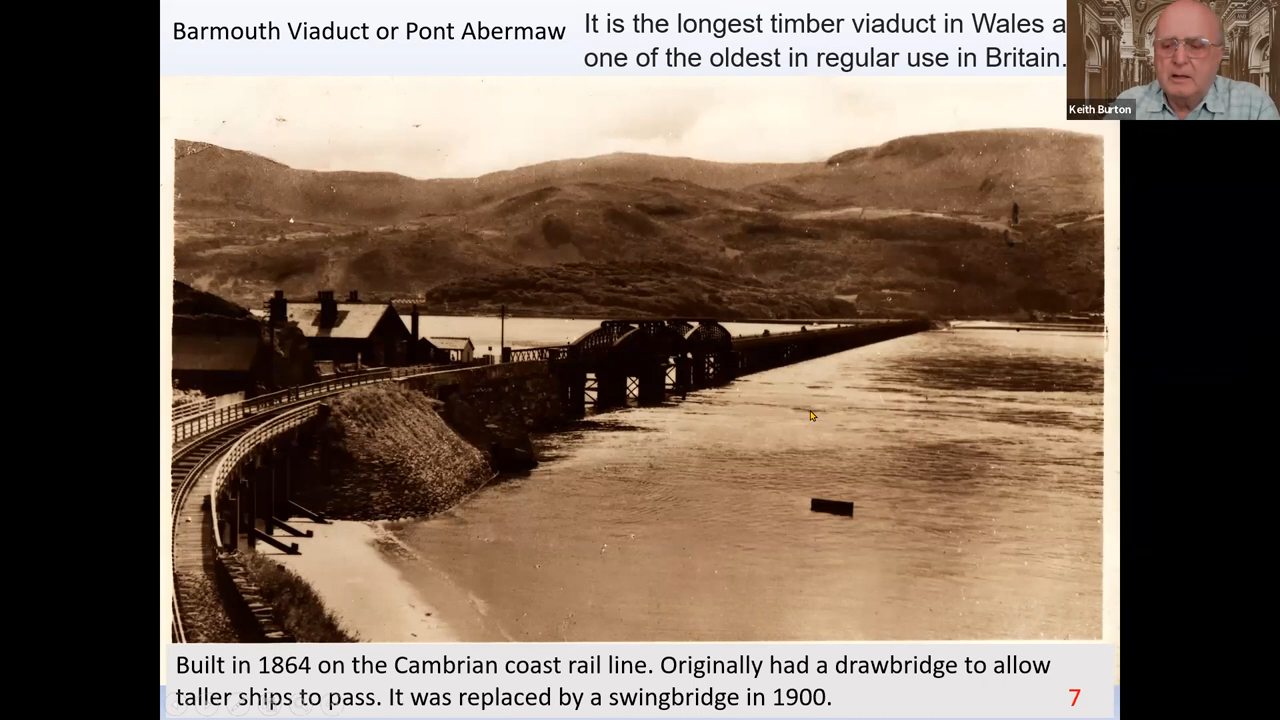 Barmouth Viaduct or Pont Abermaw
It is the longest timber viaduct in Wales a
one of the oldest in regular use in Britain.
Keith Burton
Built in 1864 on the Cambrian coast rail line. Originally had a drawbridge to allow
taller ships to pass. It was replaced by a swingbridge in 1900.
7